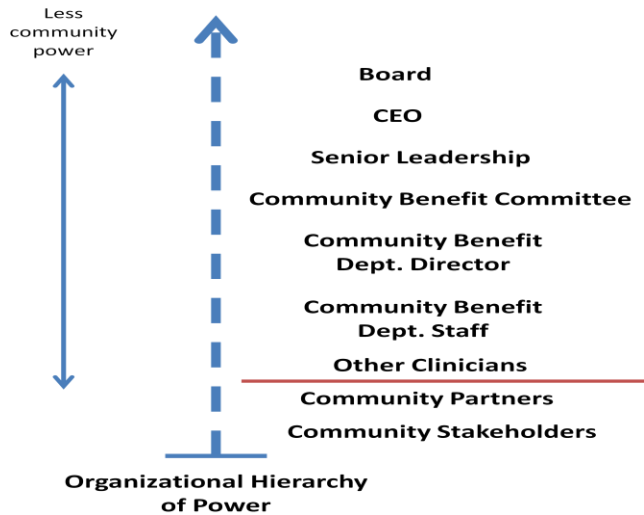 Less
community
power
Board
CEO
Senior Leadership
Community Benefit Committee
Community Benefit
Dept. Director
Community Benefit
Dept. Staff
Other Clinicians
Community Partners
Community Stakeholders
Organizational Hierarchy
of Power